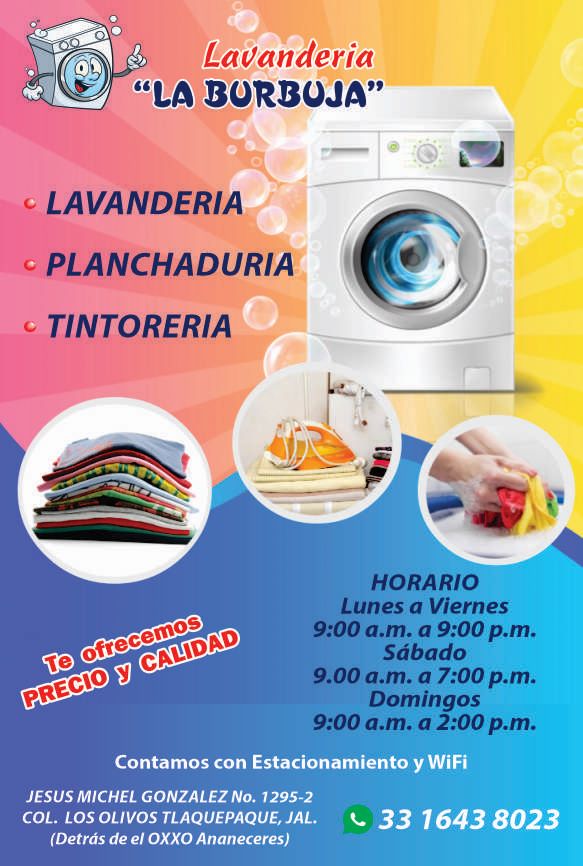 Lavanderia
"LA BURBUJA"
• LAVANDERIA
• PLANCHADURIA
• TINTORERIA
Te ofrecemos
PRECIO y CALIDAD
HORARIO
Lunes a Viernes
9:00 a.m. a 9:00 p.m.
Sábado
9.00 a.m. a 7:00 p.m.
Domingos
9:00 a.m. a 2:00 p.m.
Contamos con Estacionamiento y WiFi
JESUS MICHEL GONZALEZ No. 1295-2
COL. LOS OLIVOS TLAQUEPAQUE, JAL.
(Detrás de el OXXO Ananeceres)
33 1643 8023